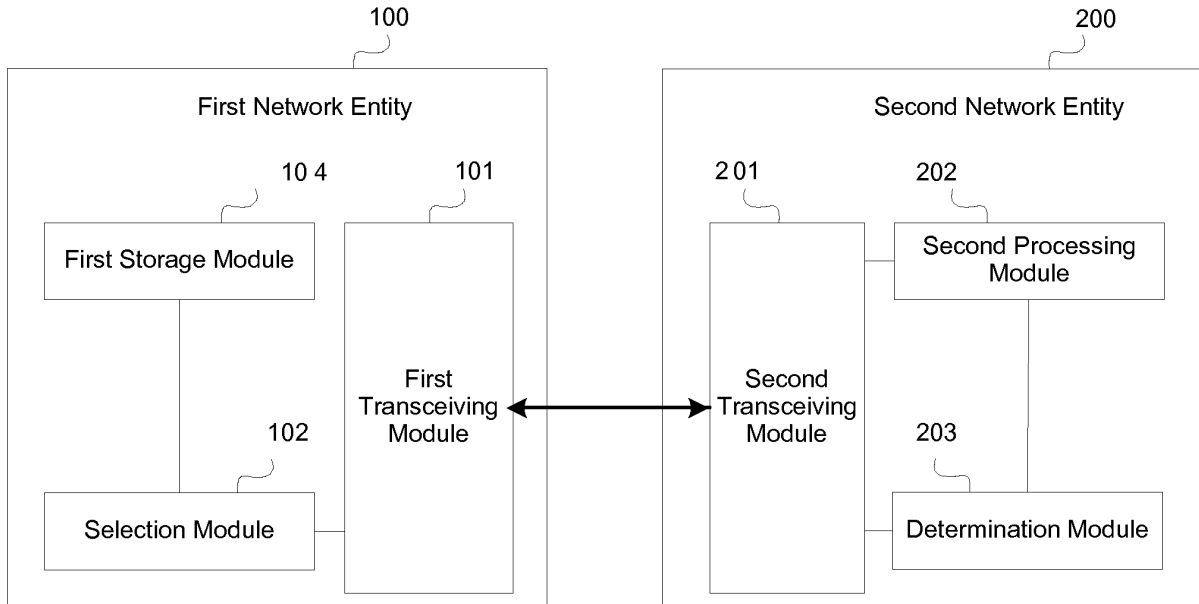 100
200
First Network Entity
Second Network Entity
10 4
101
2 01
202
First Storage Module
Second Processing
Module
First
Transceiving
Module
Second
Transceiving
Module
102
203
Selection Module
Determination Module